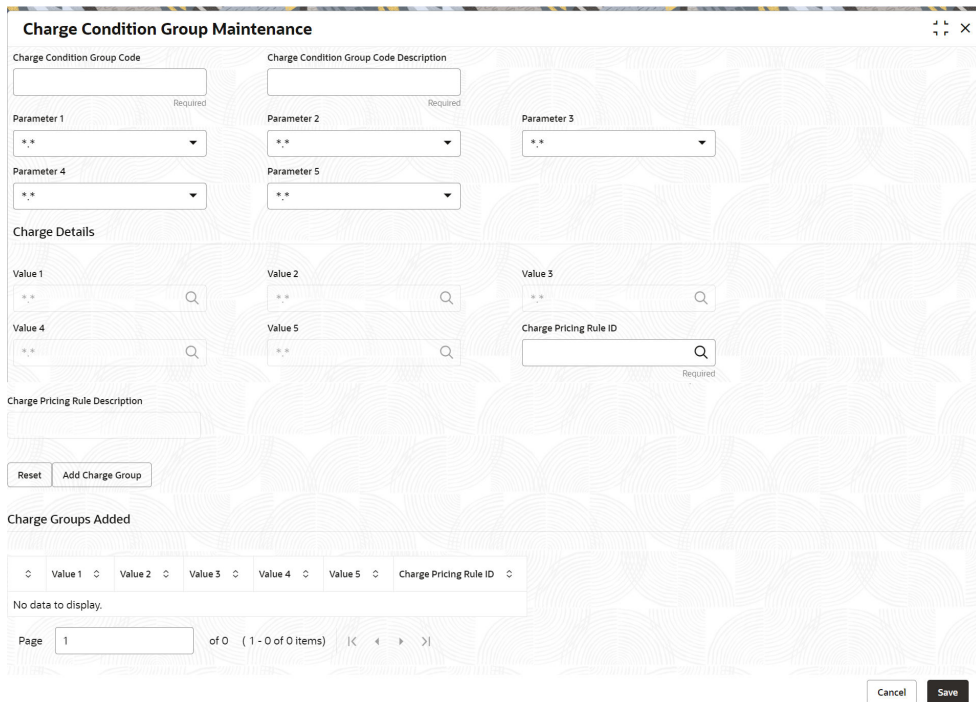 Charge Condition Group Maintenance
Charge Condition Group Code Charge Condition Group Code Description
Required Required
Parameter 1 Parameter 2 Parameter 3
*.* *.* *.*
Parameter 4 Parameter 5
*.* *.*
Charge Details
Value 1 Value 2 Value 3
*.* *.* *.*
Value 4 Value 5 Charge Pricing Rule ID
*.* *.*
Required
Charge Pricing Rule Description
Reset Add Charge Group
Charge Groups Added
Value 1 Value 2 Value 3 Value 4 Value 5 Charge Pricing Rule ID
No data to display.
Page 1 of 0 ( 1 - 0 of 0 items)
Cancel Save